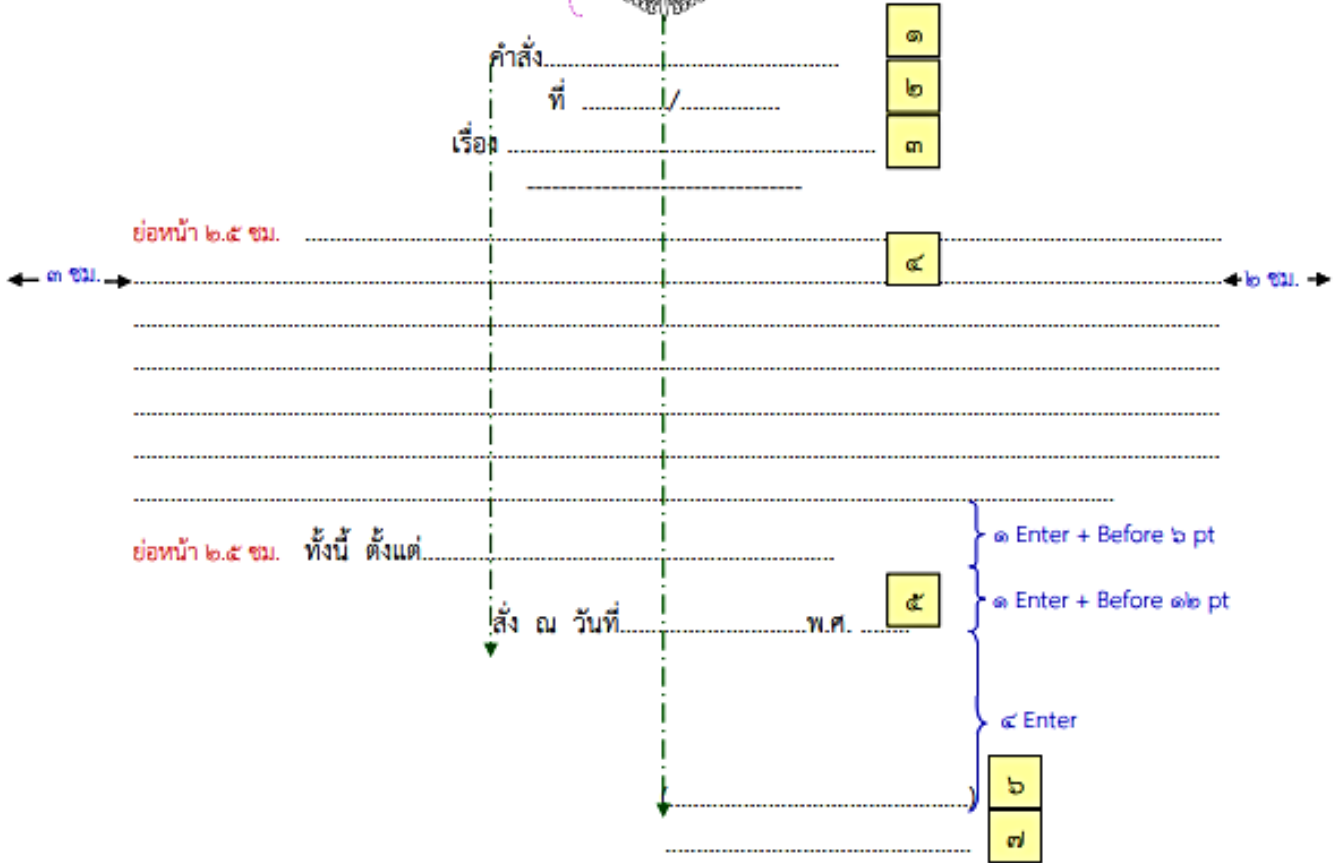 คำสั่ง.................................................. ๑
ที่ ................/................... ๒
เรื่อง .............................................................. ๓
ย่อหน้า ๒.๕ ซม. ..............................................................
๔
๓ ซม. .............................................................. ๒ ซม.
๑ Enter + Before ๖ pt
ย่อหน้า ๒.๕ ซม. ทั้งนี้ ตั้งแต่..............................................................
๑ Enter + Before ๑๒ pt
สั่ง ณ วันที่................................พ.ศ. ......... ๕
๔ Enter
(..................................................) ๖
.................................................. ๗